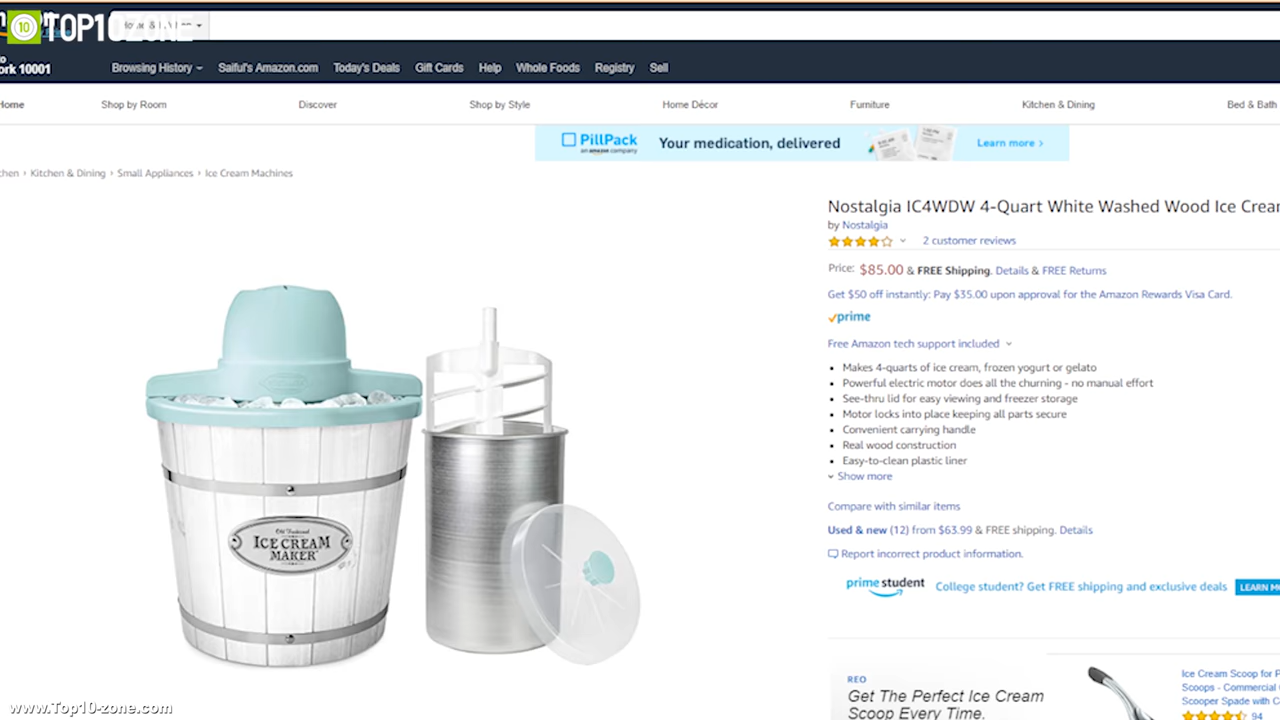 10 TOP10ZONE
ork 10001
Browsing History
Saiful's Amazon.com
Today's Deals
Gift Cards
Help
Whole Foods
Registry
Sell
Home
Shop by Room
Discover
Shop by Style
Home Décor
Furniture
Kitchen & Dining
Bed & Bath
PillPack
an amazon company
Your medication, delivered
Learn more ›
chen › Kitchen & Dining › Small Appliances › Ice Cream Machines
Nostalgia IC4WDW 4-Quart White Washed Wood Ice Crea
by Nostalgia
2 customer reviews
Price: $85.00 & FREE Shipping. Details & FREE Returns
Get $50 off instantly: Pay $35.00 upon approval for the Amazon Rewards Visa Card.
prime
Free Amazon tech support included
• Makes 4-quarts of ice cream, frozen yogurt or gelato
• Powerful electric motor does all the churning - no manual effort
• See-thru lid for easy viewing and freezer storage
• Motor locks into place keeping all parts secure
• Convenient carrying handle
• Real wood construction
• Easy-to-clean plastic liner
Show more
Compare with similar items
Used & new (12) from $63.99 & FREE shipping. Details
Report incorrect product information.
prime student
College student? Get FREE shipping and exclusive deals
LEARN M
Old Fashioned
ICE CREAM
MAKER
REO
Get The Perfect Ice Cream
Scoop Every Time.
Ice Cream Scoop for P
Scoops - Commercial
Scooper Spade with C
94
www.Top10-zone.com